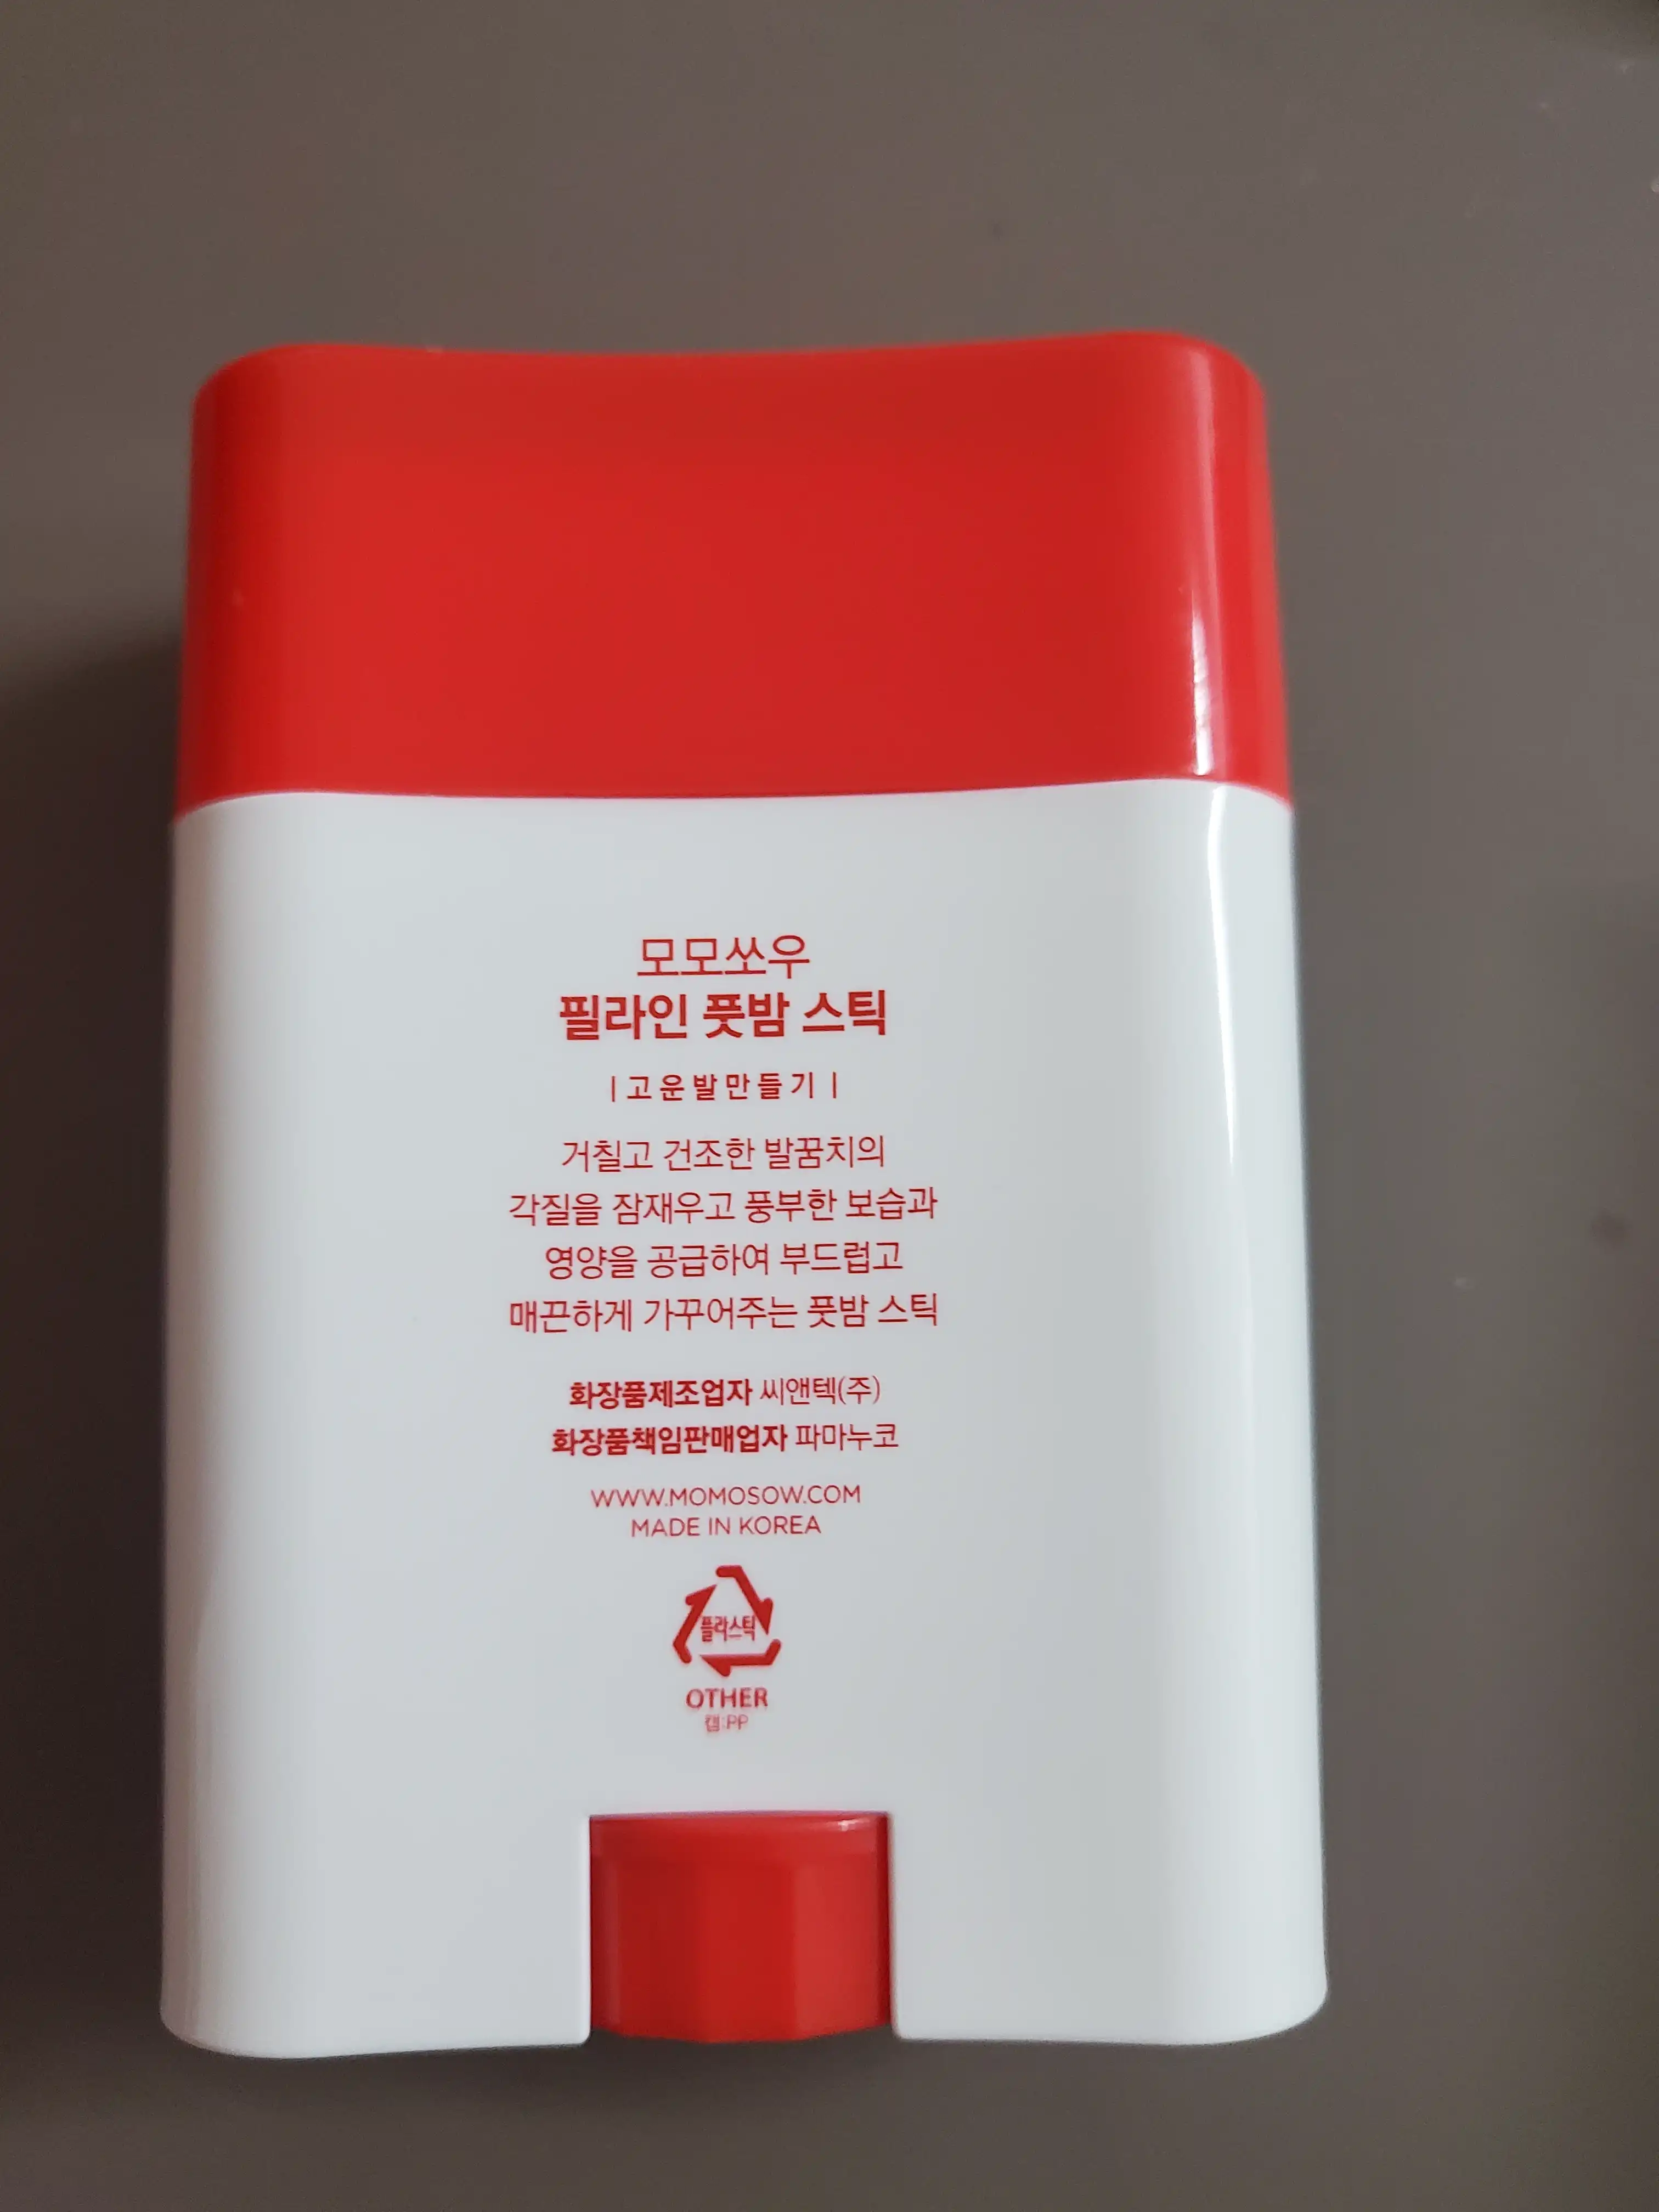 모모쏘우
필라인 풋밤 스틱
| 고운발만들기 |
거칠고 건조한 발꿈치의
각질을 잠재우고 풍부한 보습과
영양을 공급하여 부드럽고
매끈하게 가꾸어주는 풋밤 스틱
화장품제조업자 씨앤텍(주)
화장품책임판매업자 파마누코
WWW.MOMOSOW.COM
MADE IN KOREA
플라스틱
OTHER
캡:PP